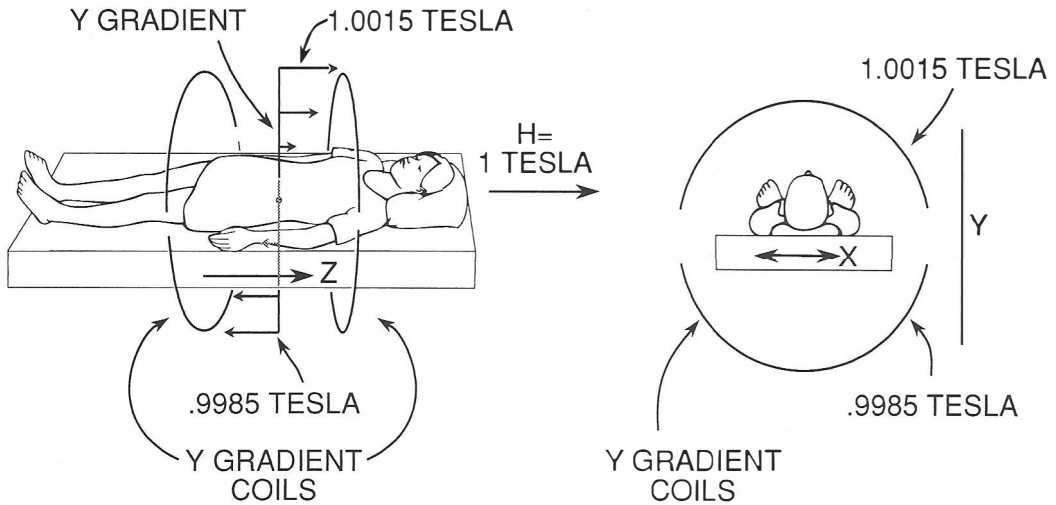 Y GRADIENT
1.0015 TESLA
H=
1 TESLA
Z
.9985 TESLA
Y GRADIENT
COILS
1.0015 TESLA
Y
X
.9985 TESLA
Y GRADIENT
COILS